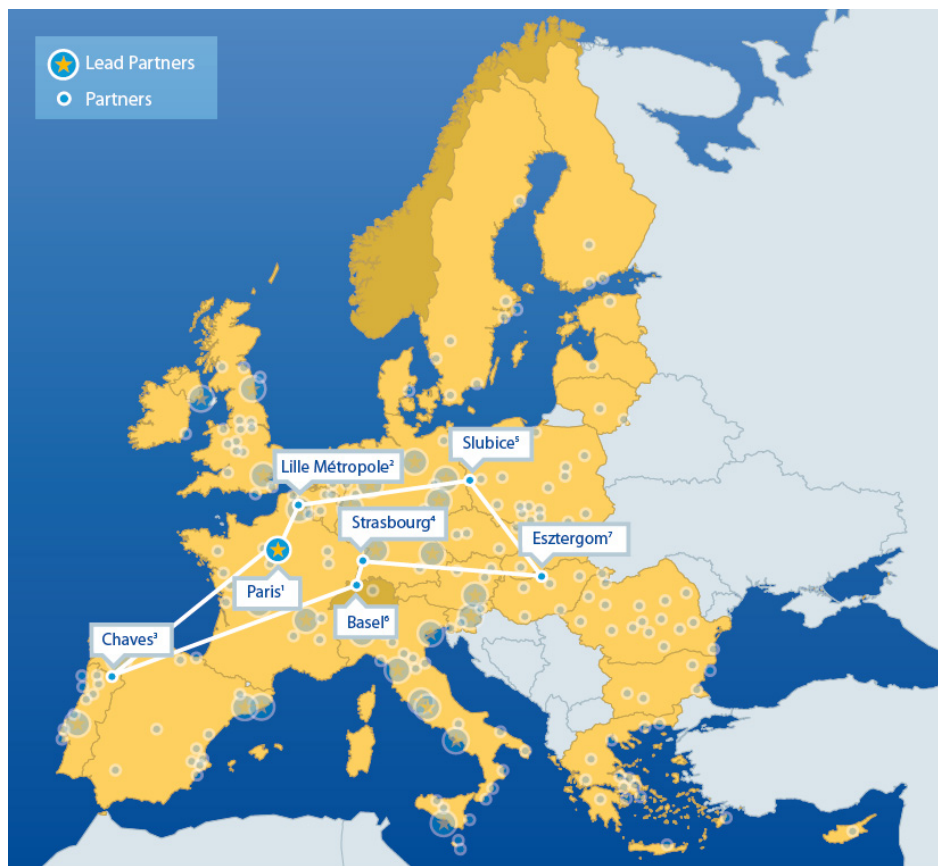 Lead Partners
Partners
Slubice⁵
Lille Métropole²
Strasbourg⁴
Esztergom⁷
Paris¹
Basel⁶
Chaves³